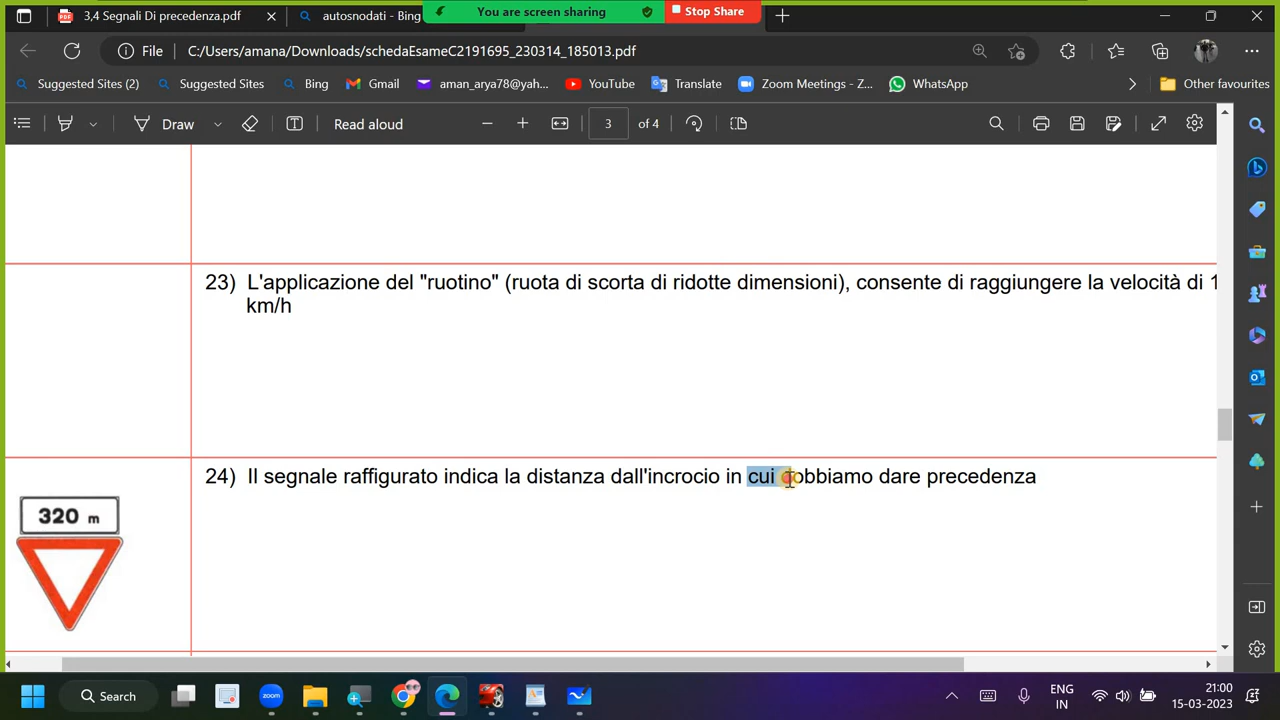 3,4 Segnali Di precedenza.pdf
autosnodati - Bing
You are screen sharing
Stop Share
File
C:/Users/amana/Downloads/schedaEsameC2191695_230314_185013.pdf
Suggested Sites (2)
Suggested Sites
Bing
Gmail
aman_arya78@yah...
YouTube
Translate
Zoom Meetings - Z...
WhatsApp
Other favourites
Draw
Read aloud
3
of 4
23) L'applicazione del "ruotino" (ruota di scorta di ridotte dimensioni), consente di raggiungere la velocità di 1
km/h
24) Il segnale raffigurato indica la distanza dall'incrocio in cui dobbiamo dare precedenza
320 m
Search
zoom
ENG
IN
21:00
15-03-2023